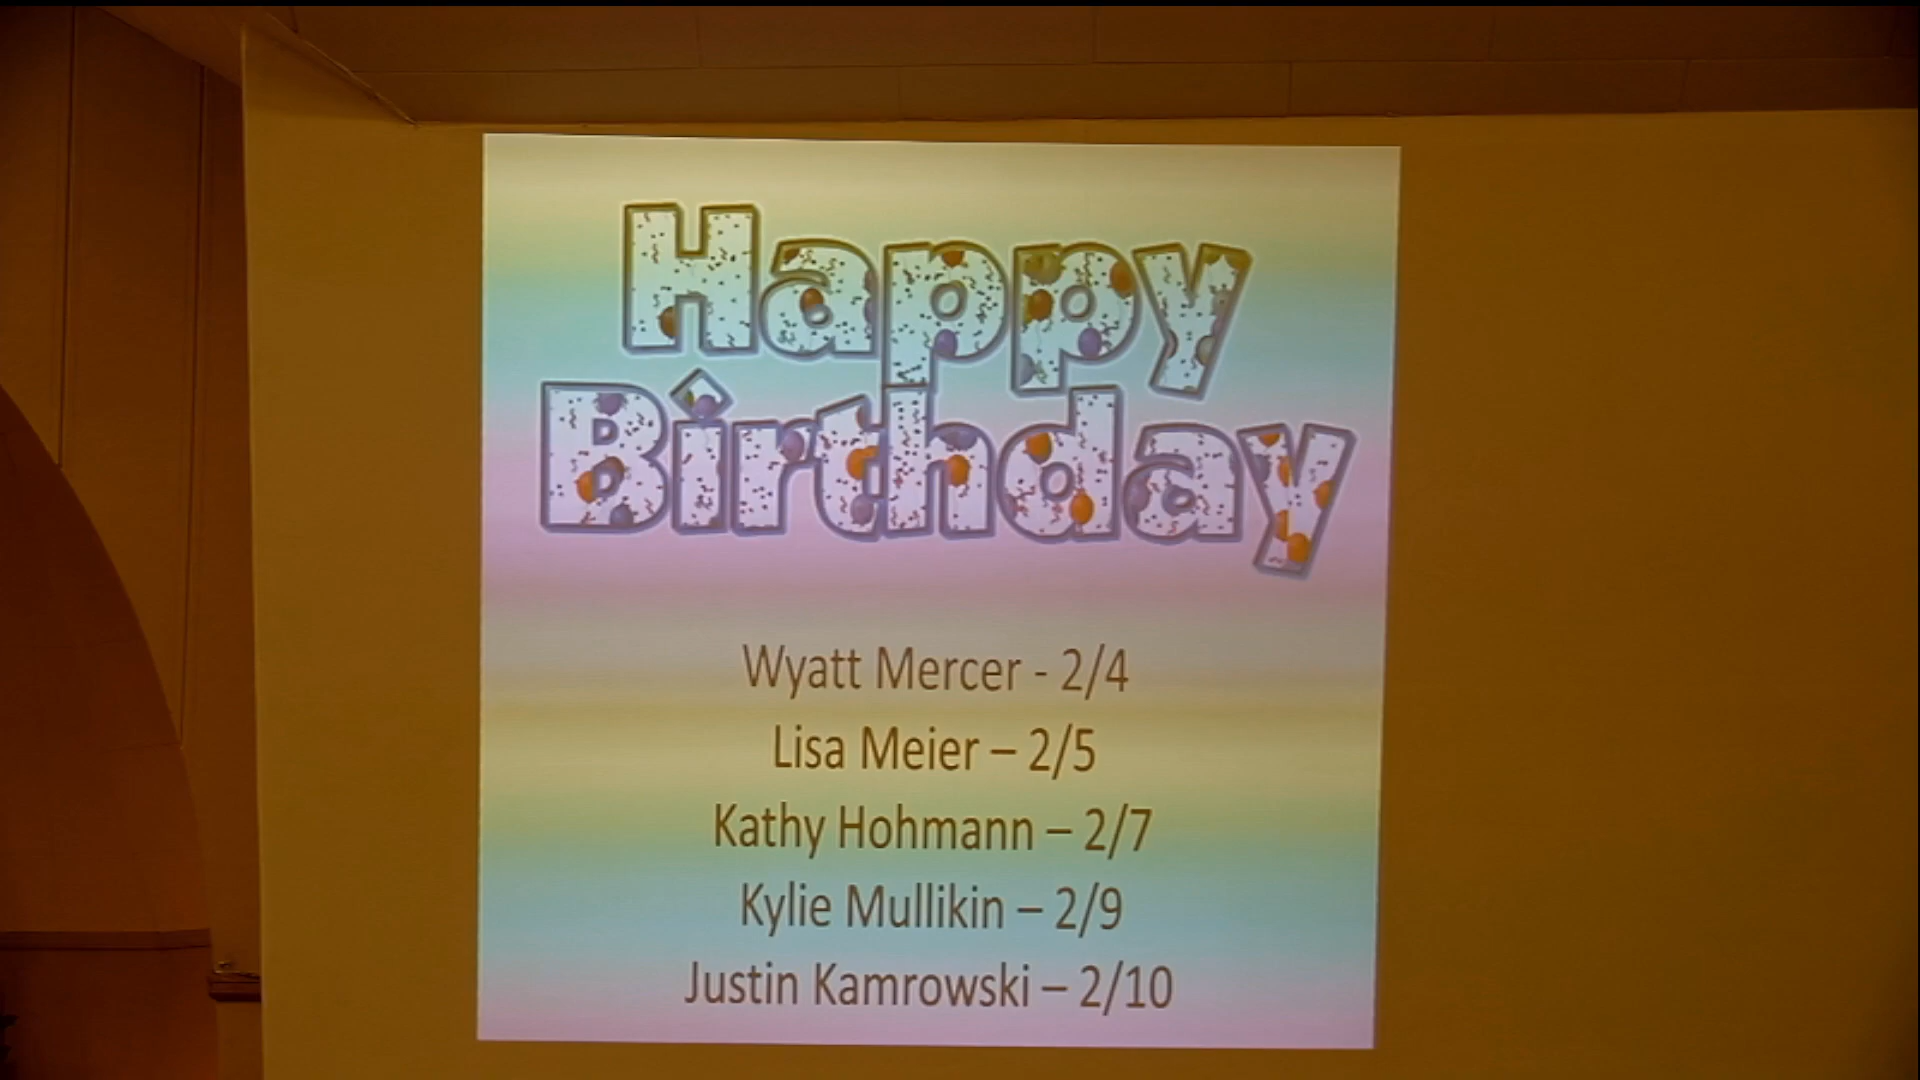 Happy
Birthday
Wyatt Mercer - 2/4
Lisa Meier – 2/5
Kathy Hohmann – 2/7
Kylie Mullikin – 2/9
Justin Kamrowski – 2/10